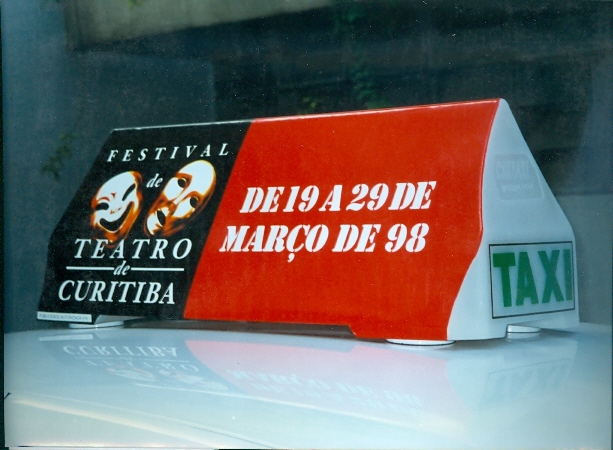 FESTIVAL
de
TEATRO
de
CURITIBA
DE 19 A 29 DE
MARÇO DE 98
TAXI